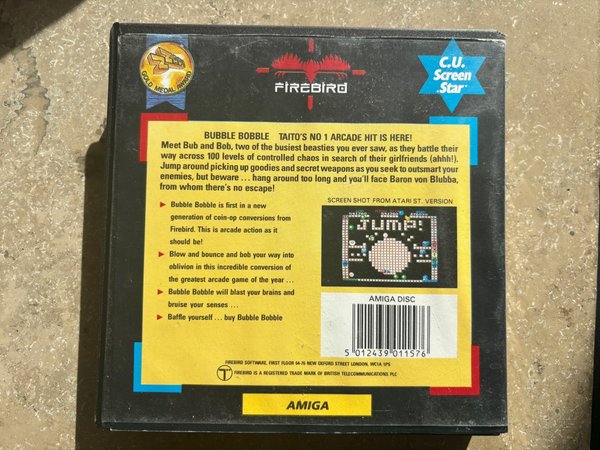 GOLD MEDAL AWARD
FIREBIRD
C.U.
Screen
Star
BUBBLE BOBBLE TAITO'S NO 1 ARCADE HIT IS HERE!
Meet Bub and Bob, two of the busiest beasties you ever saw, as they battle their
way across 100 levels of controlled chaos in search of their girlfriends (ahhh!).
Jump around picking up goodies and secret weapons as you seek to outsmart your
enemies, but beware ... hang around too long and you'll face Baron von Blubba,
from whom there's no escape!
SCREEN SHOT FROM ATARI ST. VERSION
Bubble Bobble is first in a new
generation of coin-op conversions from
Firebird. This is arcade action as it
should be!
Blow and bounce and bob your way into
oblivion in this incredible conversion of
the greatest arcade game of the year ...
Bubble Bobble will blast your brains and
bruise your senses ...
Baffle yourself ... buy Bubble Bobble
JUMP!
AMIGA DISC
5 012439 011576
FIREBIRD SOFTWARE, FIRST FLOOR 64-76 NEW OXFORD STREET LONDON, WC1A 1PS
FIREBIRD IS A REGISTERED TRADE MARK OF BRITISH TELECOMMUNICATIONS PLC
AMIGA